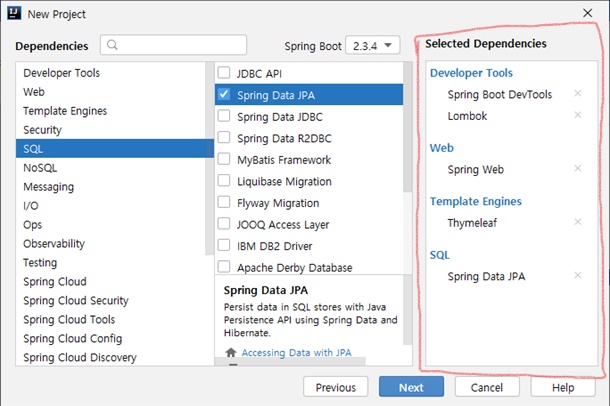 New Project
Dependencies
Spring Boot 2.3.4
Selected Dependencies
Developer Tools
Web
Template Engines
Security
SQL
NoSQL
Messaging
I/O
Ops
Observability
Testing
Spring Cloud
Spring Cloud Security
Spring Cloud Tools
Spring Cloud Config
Spring Cloud Discovery
JDBC API
Spring Data JPA
Spring Data JDBC
Spring Data R2DBC
MyBatis Framework
Liquibase Migration
Flyway Migration
JOOQ Access Layer
IBM DB2 Driver
Apache Derby Database
Spring Data JPA
Persist data in SQL stores with Java
Persistence API using Spring Data and
Hibernate.
Accessing Data with JPA
Developer Tools
Spring Boot DevTools
Lombok
Web
Spring Web
Template Engines
Thymeleaf
SQL
Spring Data JPA
Previous
Next
Cancel
Help